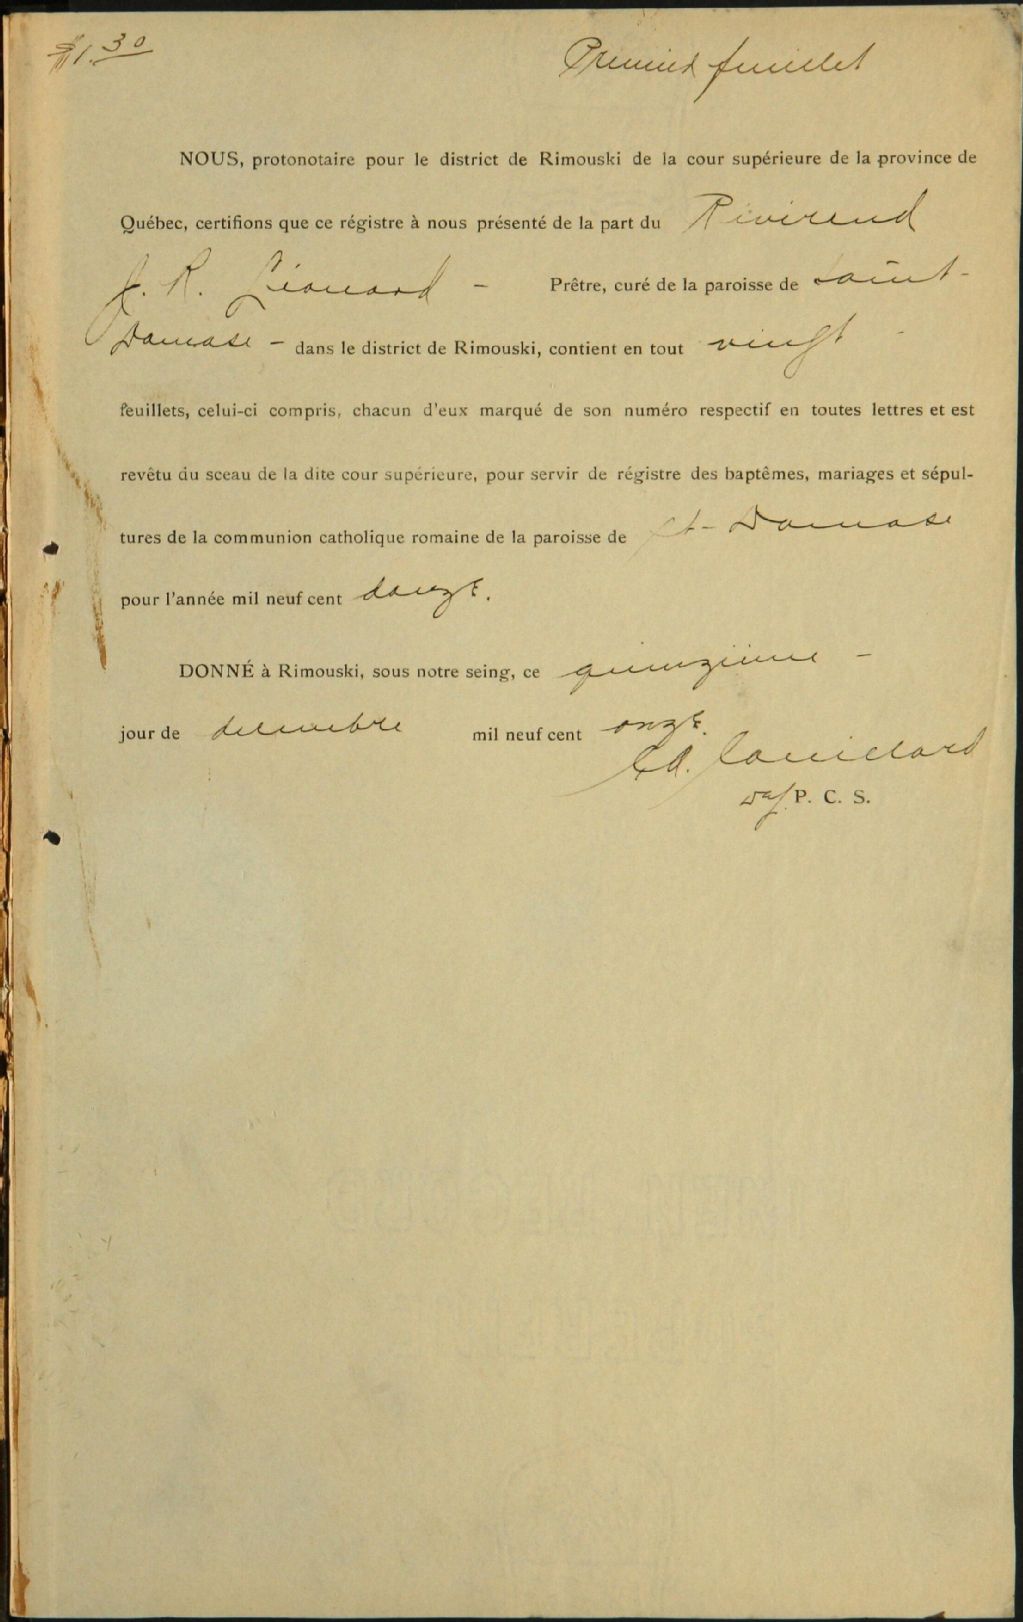 $1.30
Premier feuillet
NOUS, protonotaire pour le district de Rimouski de la cour supérieure de la province de
Québec, certifions que ce régistre à nous présenté de la part du Révérend
J. R. Léonard - Prêtre, curé de la paroisse de Saint-
Damase - dans le district de Rimouski, contient en tout vingt -
feuillets, celui-ci compris, chacun d'eux marqué de son numéro respectif en toutes lettres et est
revêtu du sceau de la dite cour supérieure, pour servir de régistre des baptêmes, mariages et sépul-
tures de la communion catholique romaine de la paroisse de St-Damase
pour l'année mil neuf cent douze.
DONNÉ à Rimouski, sous notre seing, ce quinzième -
jour de décembre mil neuf cent onze.
Ed. Couillard
Dep. P. C. S.